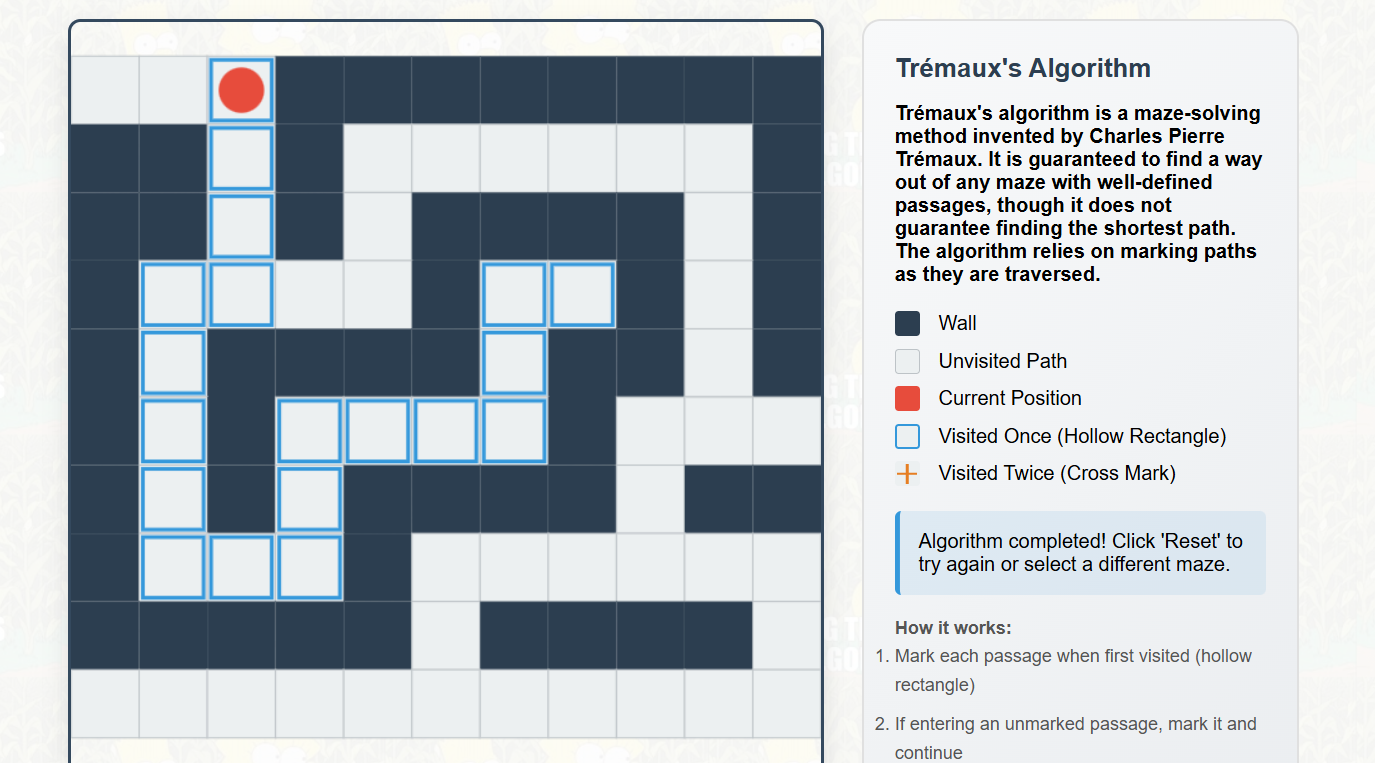 Trémaux's Algorithm
Trémaux's algorithm is a maze-solving
method invented by Charles Pierre
Trémaux. It is guaranteed to find a way
out of any maze with well-defined
passages, though it does not
guarantee finding the shortest path.
The algorithm relies on marking paths
as they are traversed.
Wall
Unvisited Path
Current Position
Visited Once (Hollow Rectangle)
Visited Twice (Cross Mark)
Algorithm completed! Click 'Reset' to
try again or select a different maze.
How it works:
1. Mark each passage when first visited (hollow
rectangle)
2. If entering an unmarked passage, mark it and
continue